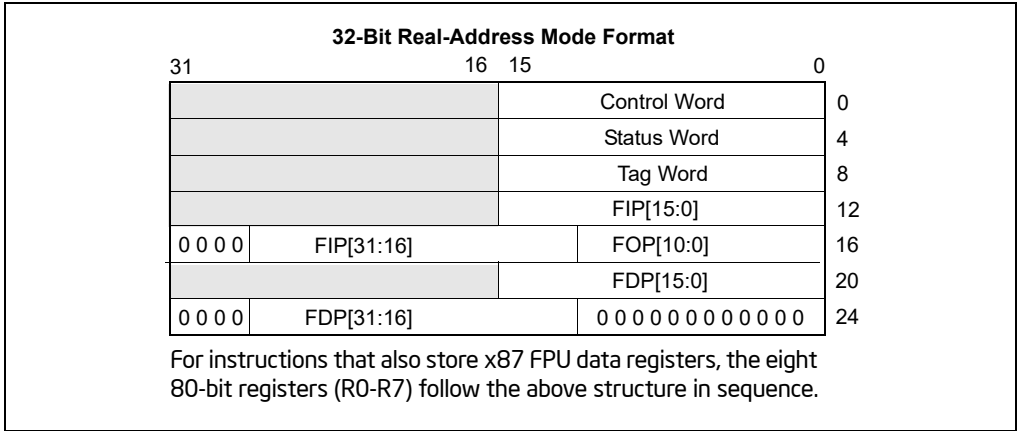 32-Bit Real-Address Mode Format
31 16 15 0
Control Word 0
Status Word 4
Tag Word 8
FIP[15:0] 12
0 0 0 0 FIP[31:16] FOP[10:0] 16
FDP[15:0] 20
0 0 0 0 FDP[31:16] 0 0 0 0 0 0 0 0 0 0 0 0 24
For instructions that also store x87 FPU data registers, the eight
80-bit registers (R0-R7) follow the above structure in sequence.